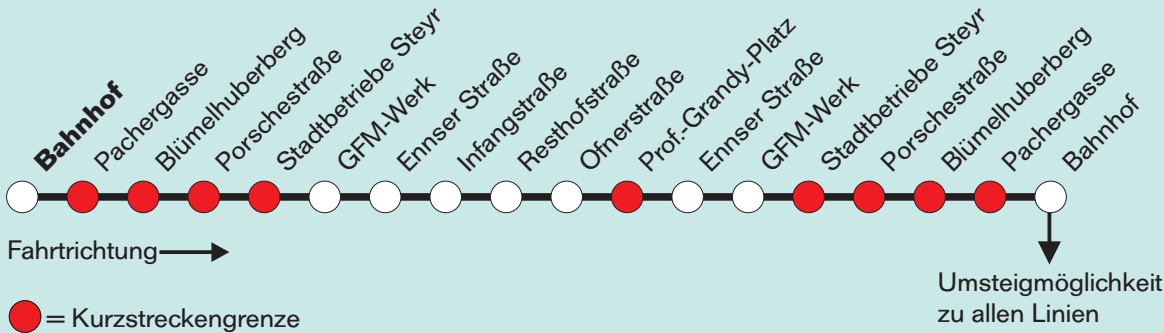 Bahnhof
Pachergasse
Blümelhuberberg
Porschestraße
Stadtbetriebe Steyr
GFM-Werk
Ennser Straße
Infangstraße
Resthofstraße
Ofnerstraße
Prof.-Grandy-Platz
Ennser Straße
GFM-Werk
Stadtbetriebe Steyr
Porschestraße
Blümelhuberberg
Pachergasse
Bahnhof
Fahrtrichtung
Umsteigmöglichkeit
zu allen Linien
= Kurzstreckengrenze